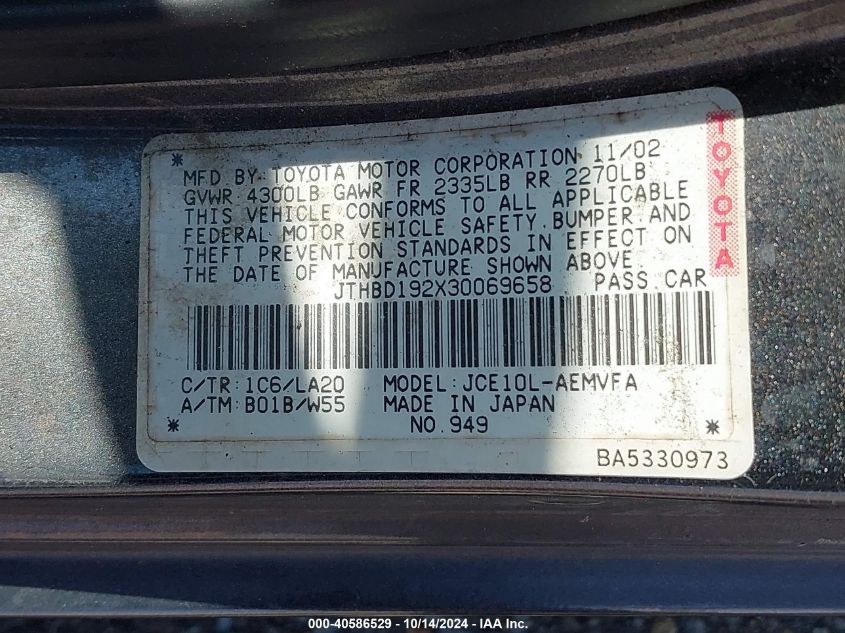 *
MFD BY TOYOTA MOTOR CORPORATION 11/02
GVWR 4300LB GAWR FR 2335LB RR 2270LB
THIS VEHICLE CONFORMS TO ALL APPLICABLE
FEDERAL MOTOR VEHICLE SAFETY, BUMPER AND
THEFT PREVENTION STANDARDS IN EFFECT ON
THE DATE OF MANUFACTURE SHOWN ABOVE.
JTHBD192X30069658 PASS.CAR
TOYOTA
C/TR:1C6/LA20 MODEL:JCE10L-AEMVFA
A/TM:B01B/W55 MADE IN JAPAN
* NO.949 *
BA5330973
000-40586529 - 10/14/2024 - IAA Inc.